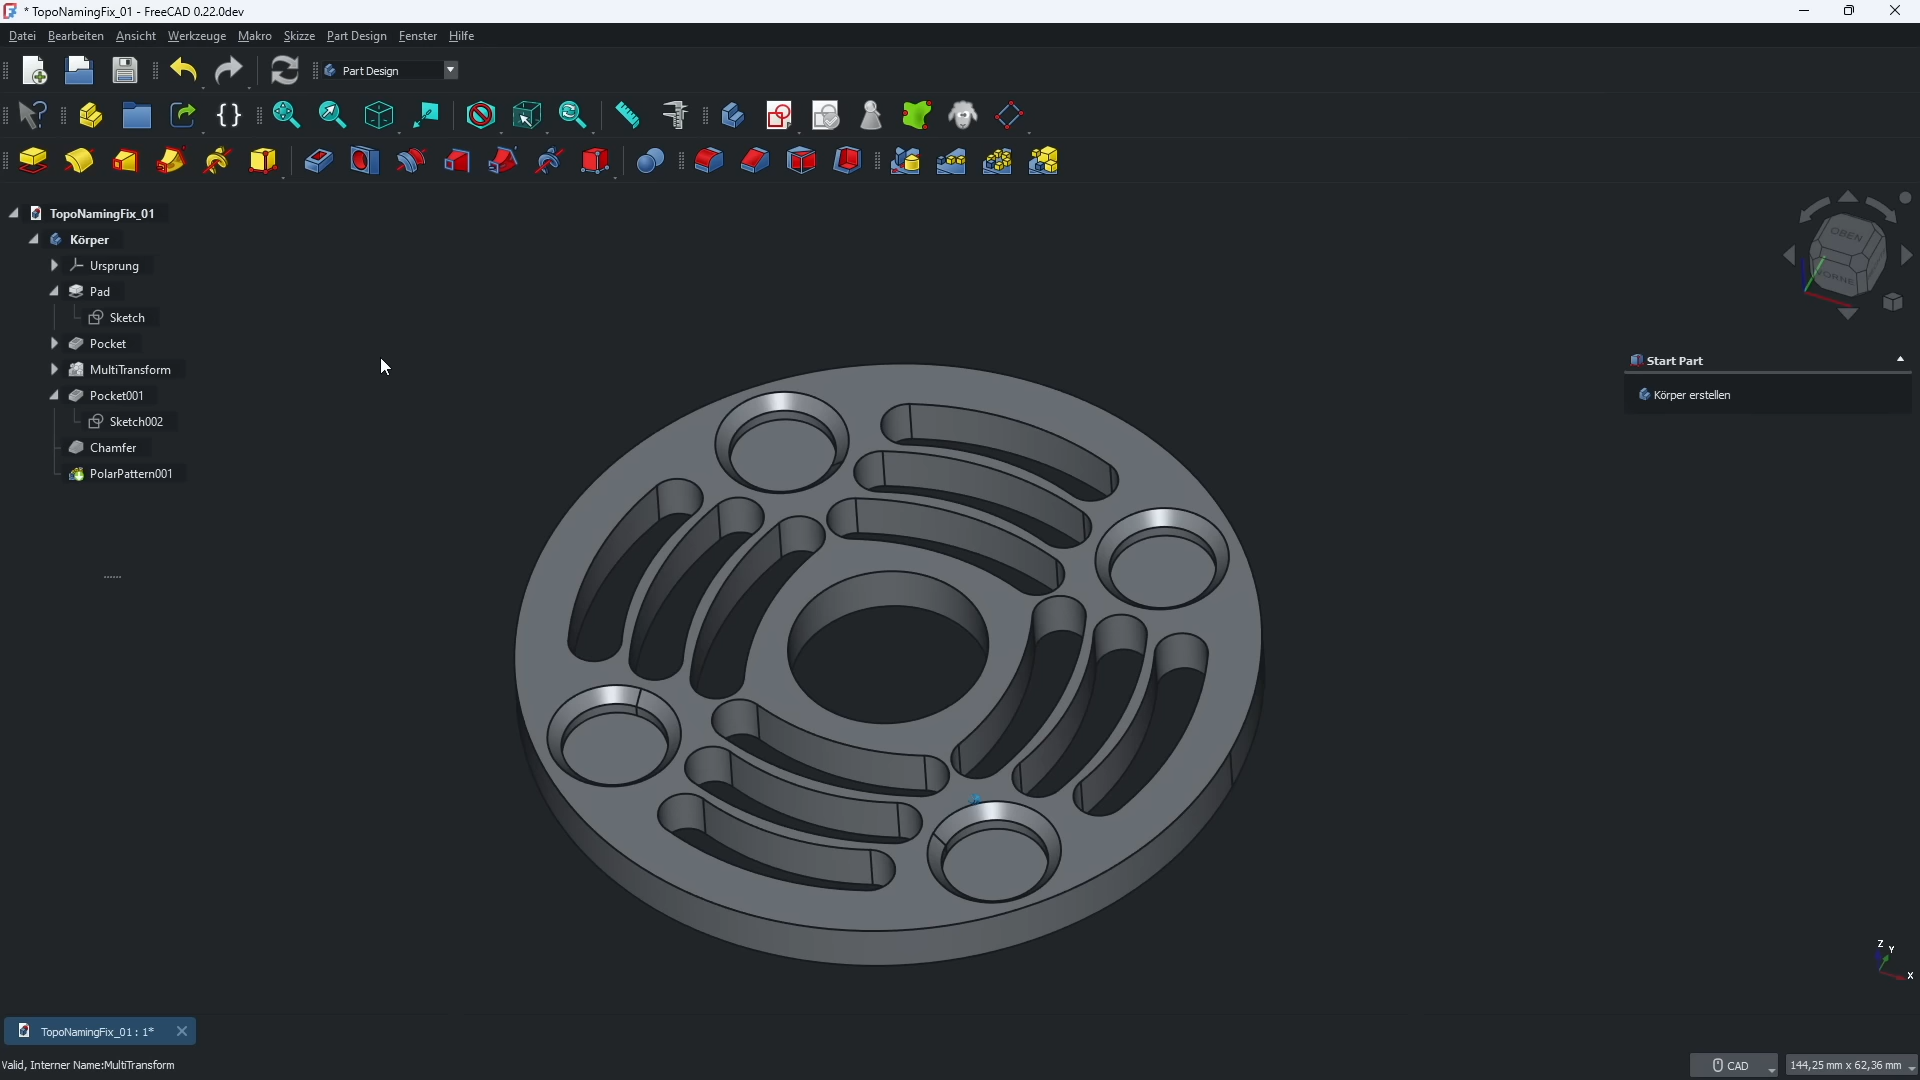 * TopoNamingFix_01 - FreeCAD 0.22.0dev
Datei Bearbeiten Ansicht Werkzeuge Makro Skizze Part Design Fenster Hilfe
Part Design
TopoNamingFix_01
Körper
Ursprung
Pad
Sketch
Pocket
MultiTransform
Pocket001
Sketch002
Chamfer
PolarPattern001
OBEN
VORNE
Start Part
Körper erstellen
Z
Y
X
TopoNamingFix_01 : 1*
Valid, Interner Name:MultiTransform
CAD
144,25 mm x 62,36 mm